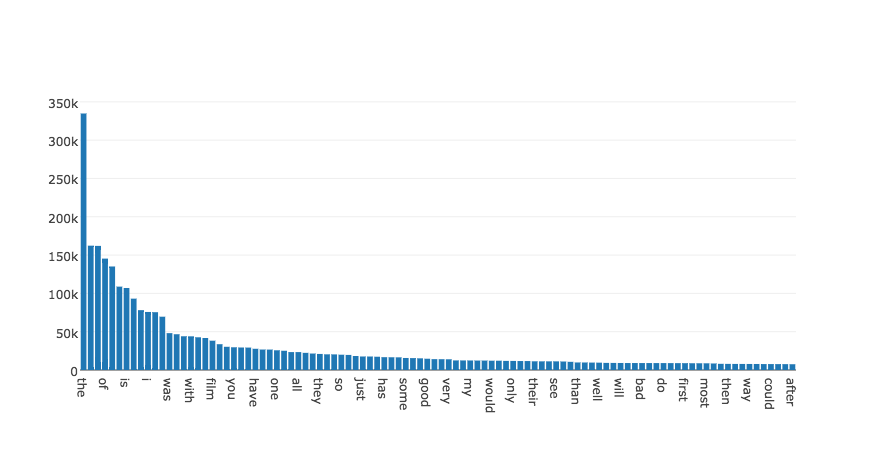 350k
300k
250k
200k
150k
100k
50k
0
the
of
is
i
was
with
film
you
have
one
all
they
so
just
has
some
good
very
my
would
only
their
see
than
well
will
bad
do
first
most
then
way
could
after